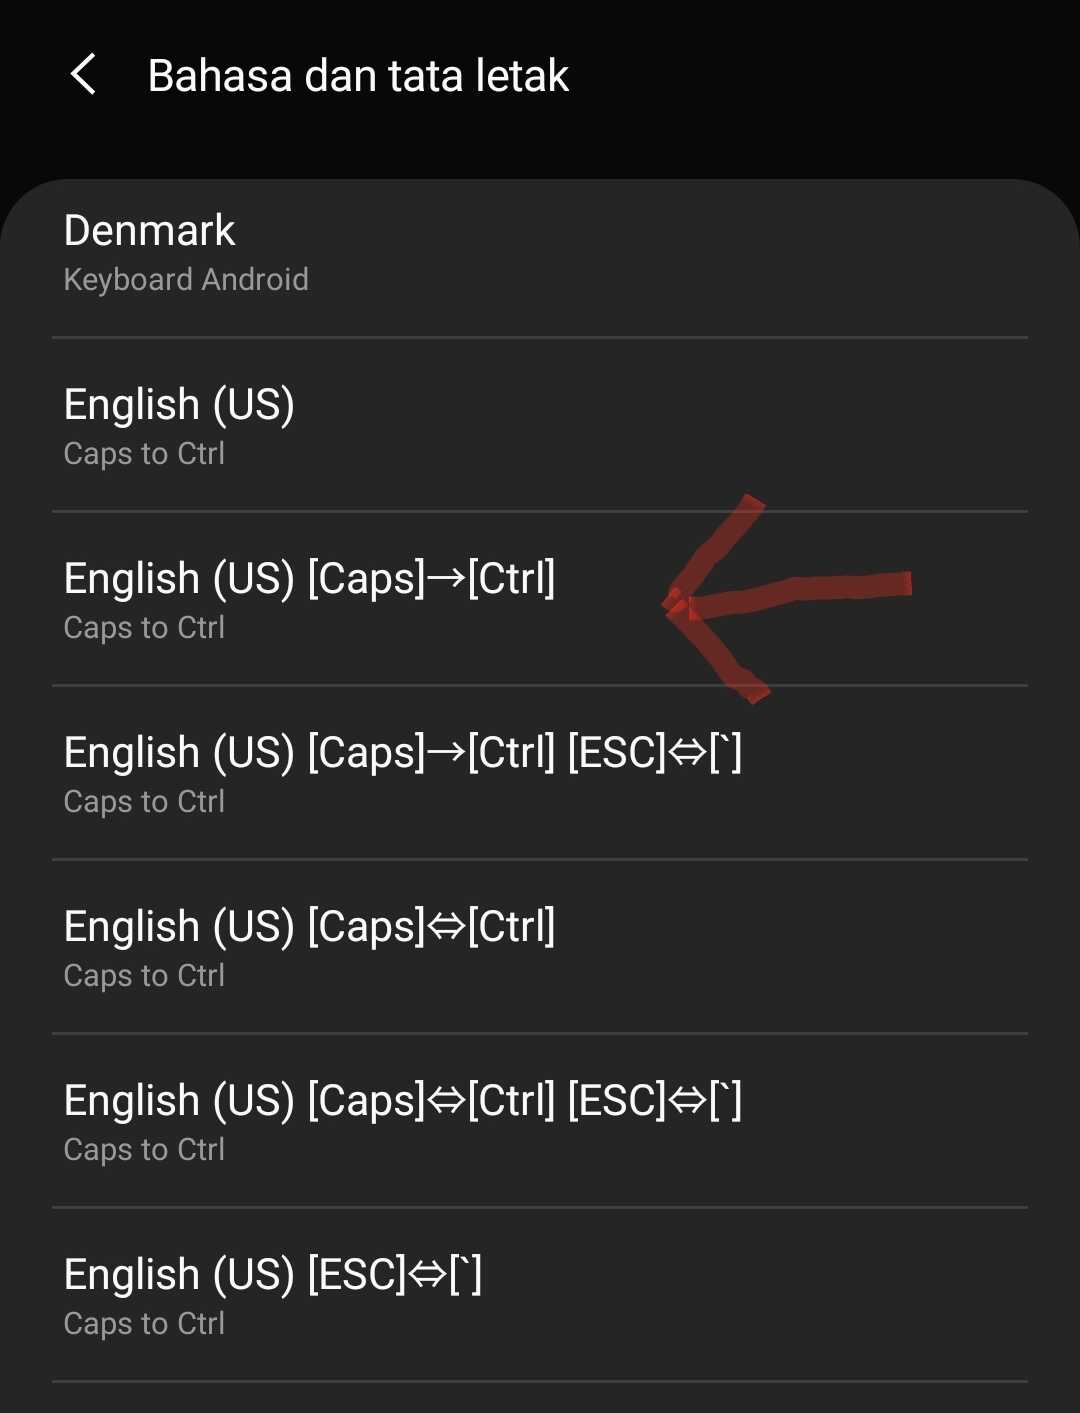 Bahasa dan tata letak
Denmark
Keyboard Android
English (US)
Caps to Ctrl
English (US) [Caps]→[Ctrl]
Caps to Ctrl
English (US) [Caps]→[Ctrl] [ESC]⇔[`]
Caps to Ctrl
English (US) [Caps]⇔[Ctrl]
Caps to Ctrl
English (US) [Caps]⇔[Ctrl] [ESC]⇔[`]
Caps to Ctrl
English (US) [ESC]⇔[`]
Caps to Ctrl